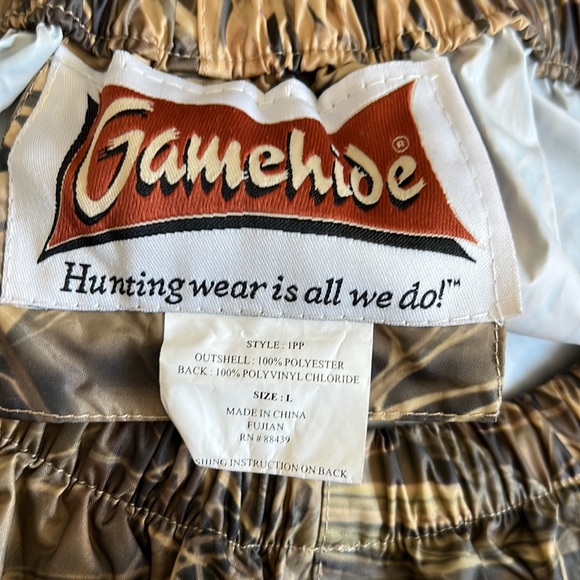 Gamehide®
Hunting wear is all we do!™
STYLE : 1PP
OUTSHELL : 100% POLYESTER
BACK : 100% POLYVINYL CHLORIDE
SIZE : L
MADE IN CHINA
FUJIAN
RN # 88439
SHING INSTRUCTION ON BACK